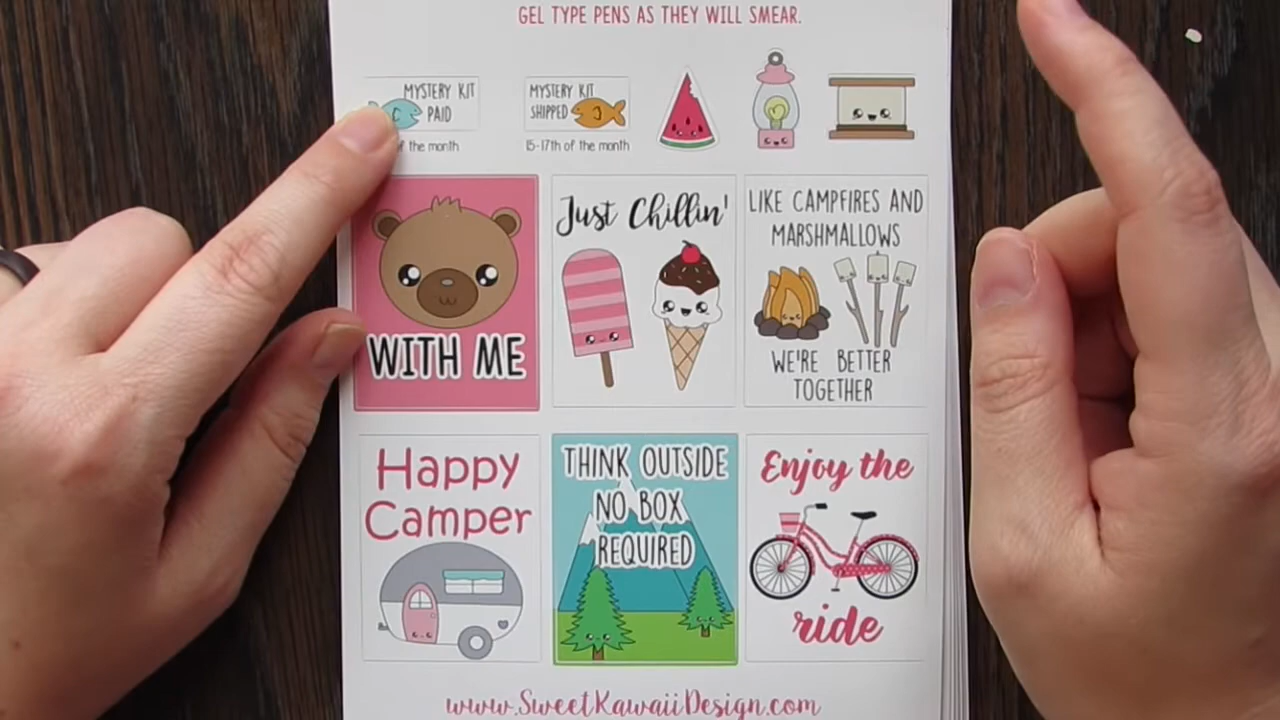 GEL TYPE PENS AS THEY WILL SMEAR.
MYSTERY KIT
PAID
of the month
MYSTERY KIT
SHIPPED
15-17th of the month
WITH ME
Just Chillin'
LIKE CAMPFIRES AND
MARSHMALLOWS
WE'RE BETTER
TOGETHER
Happy
Camper
THINK OUTSIDE
NO BOX
REQUIRED
Enjoy the
ride
www.SweetKawaiiDesign.com